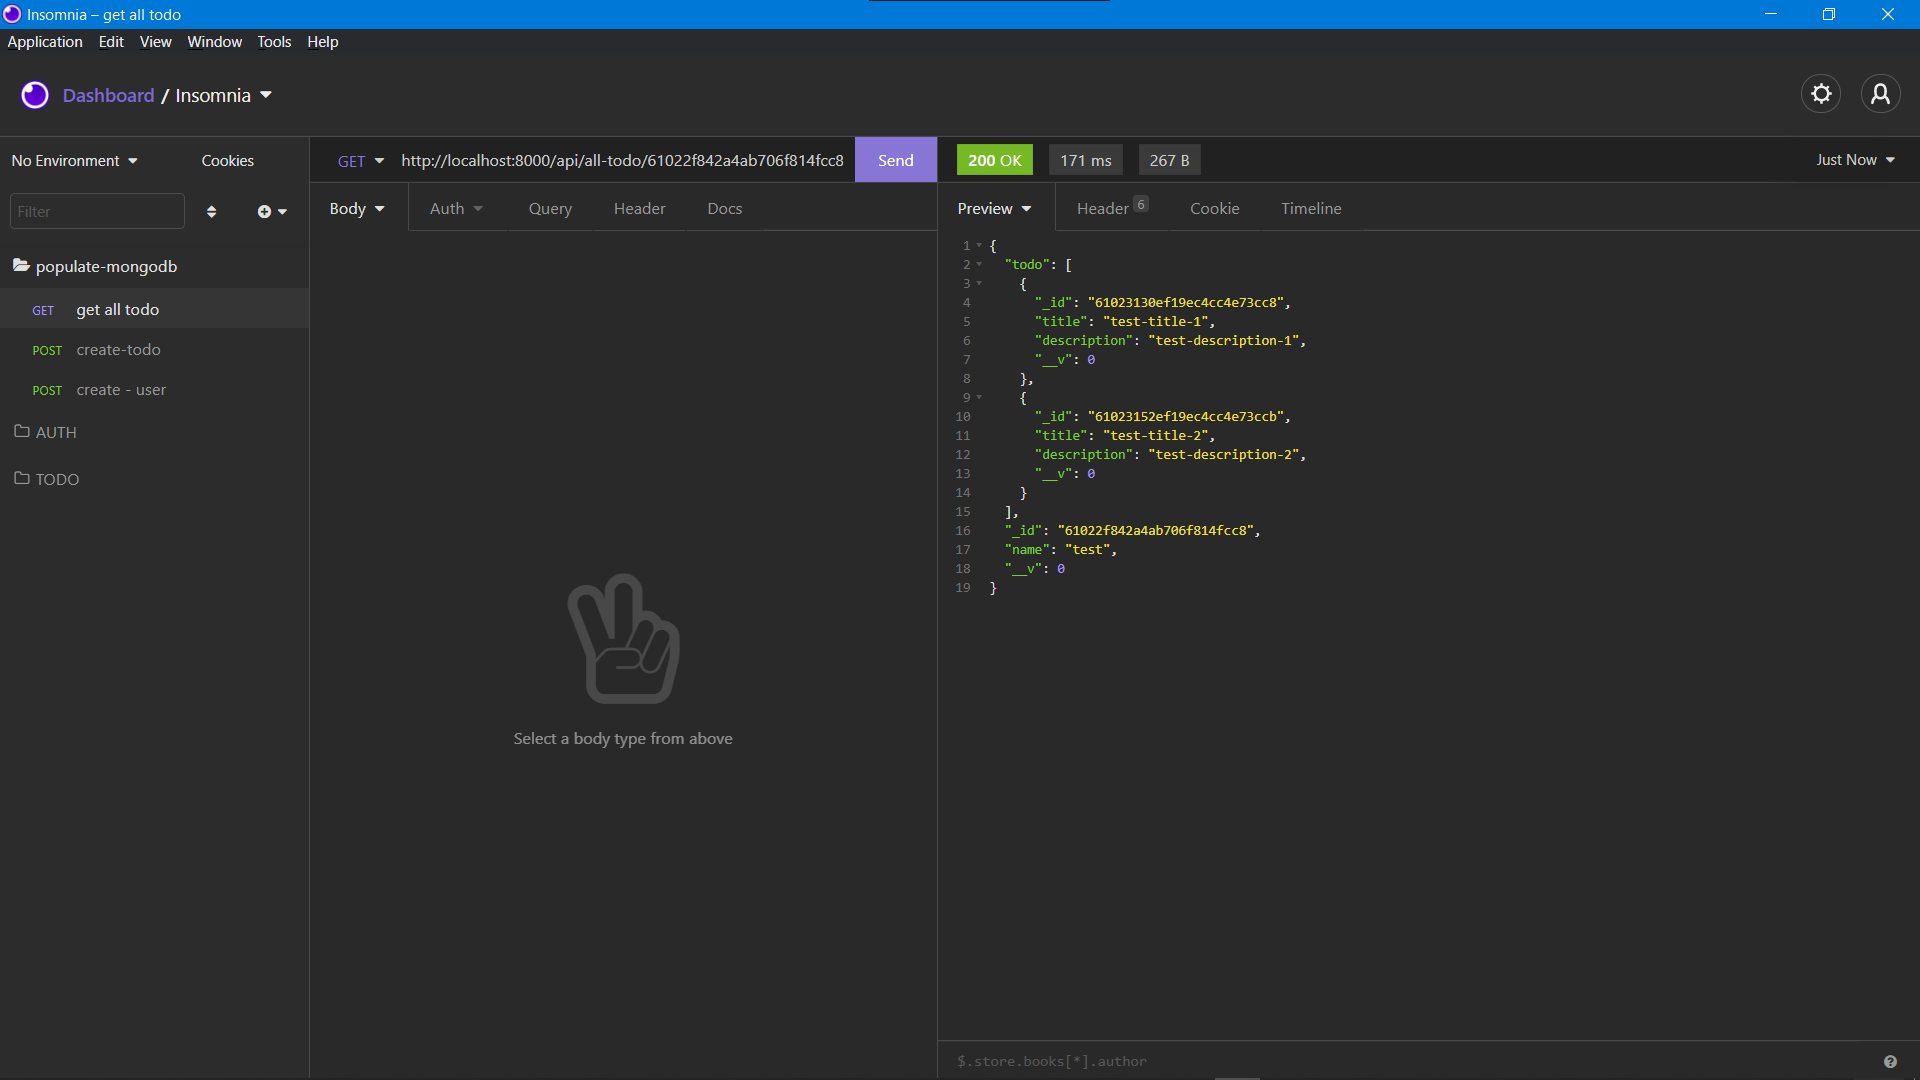 Insomnia – get all todo
Application Edit View Window Tools Help
Dashboard / Insomnia
No Environment Cookies
GET http://localhost:8000/api/all-todo/61022f842a4ab706f814fcc8 Send
200 OK 171 ms 267 B Just Now
Filter
Body Auth Query Header Docs
Preview Header 6 Cookie Timeline
populate-mongodb
GET get all todo
POST create-todo
POST create - user
AUTH
TODO
Select a body type from above
1 {
2 "todo": [
3 {
4 "_id": "61023130ef19ec4cc4e73cc8",
5 "title": "test-title-1",
6 "description": "test-description-1",
7 "__v": 0
8 },
9 {
10 "_id": "61023152ef19ec4cc4e73ccb",
11 "title": "test-title-2",
12 "description": "test-description-2",
13 "__v": 0
14 }
15 ],
16 "_id": "61022f842a4ab706f814fcc8",
17 "name": "test",
18 "__v": 0
19 }
$.store.books[*].author